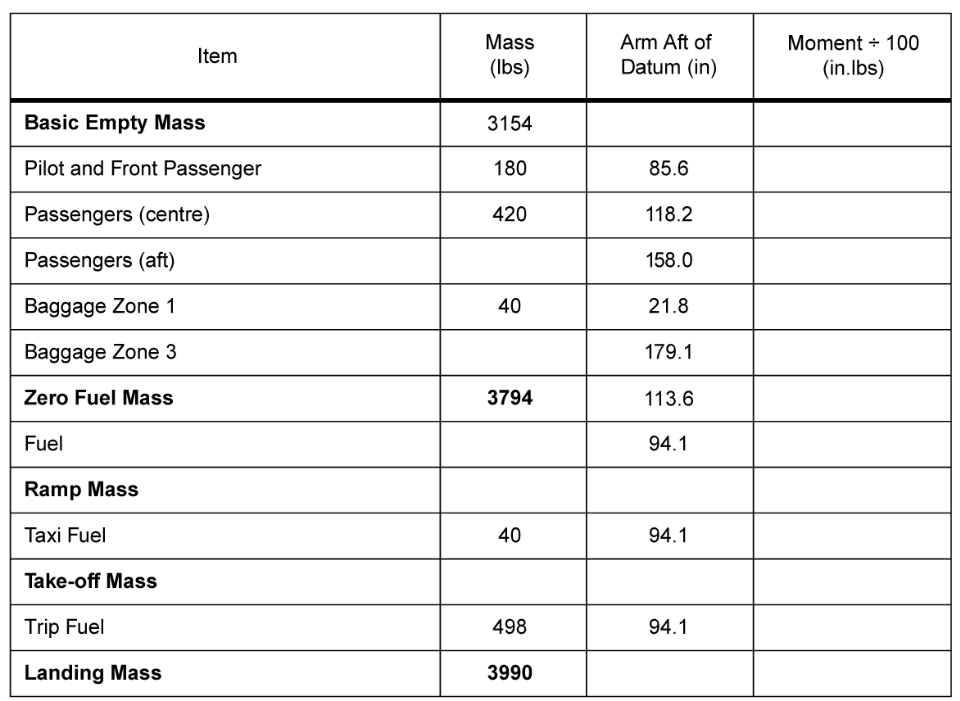 Item Mass (lbs) Arm Aft of Datum (in) Moment ÷ 100 (in.lbs)
Basic Empty Mass 3154
Pilot and Front Passenger 180 85.6
Passengers (centre) 420 118.2
Passengers (aft) 158.0
Baggage Zone 1 40 21.8
Baggage Zone 3 179.1
Zero Fuel Mass 3794 113.6
Fuel 94.1
Ramp Mass
Taxi Fuel 40 94.1
Take-off Mass
Trip Fuel 498 94.1
Landing Mass 3990